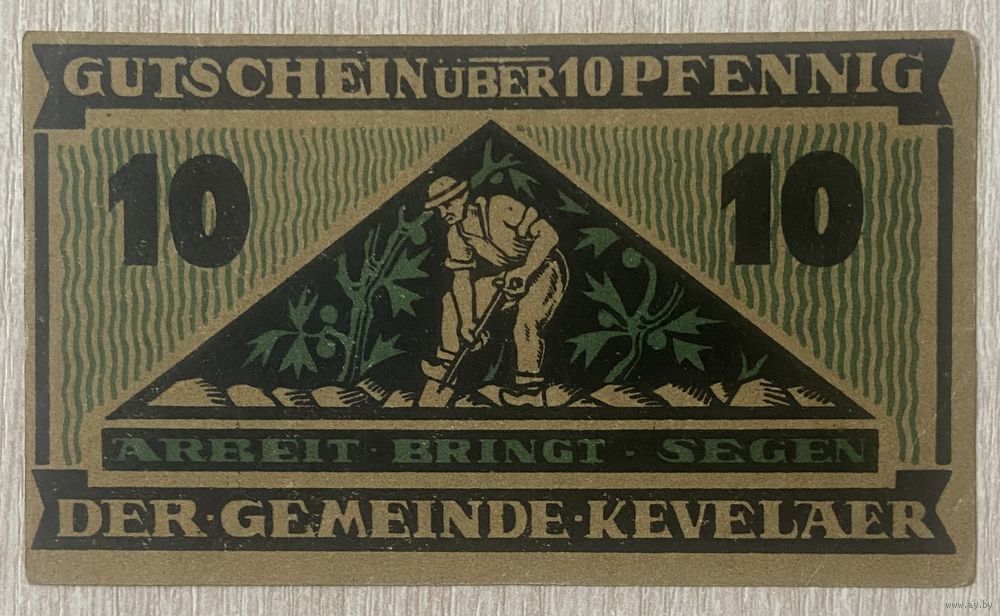 GUTSCHEIN ÜBER 10 PFENNIG
10 10
ARBEIT · BRINGT · SEGEN
DER · GEMEINDE · KEVELAER
www.ay.by